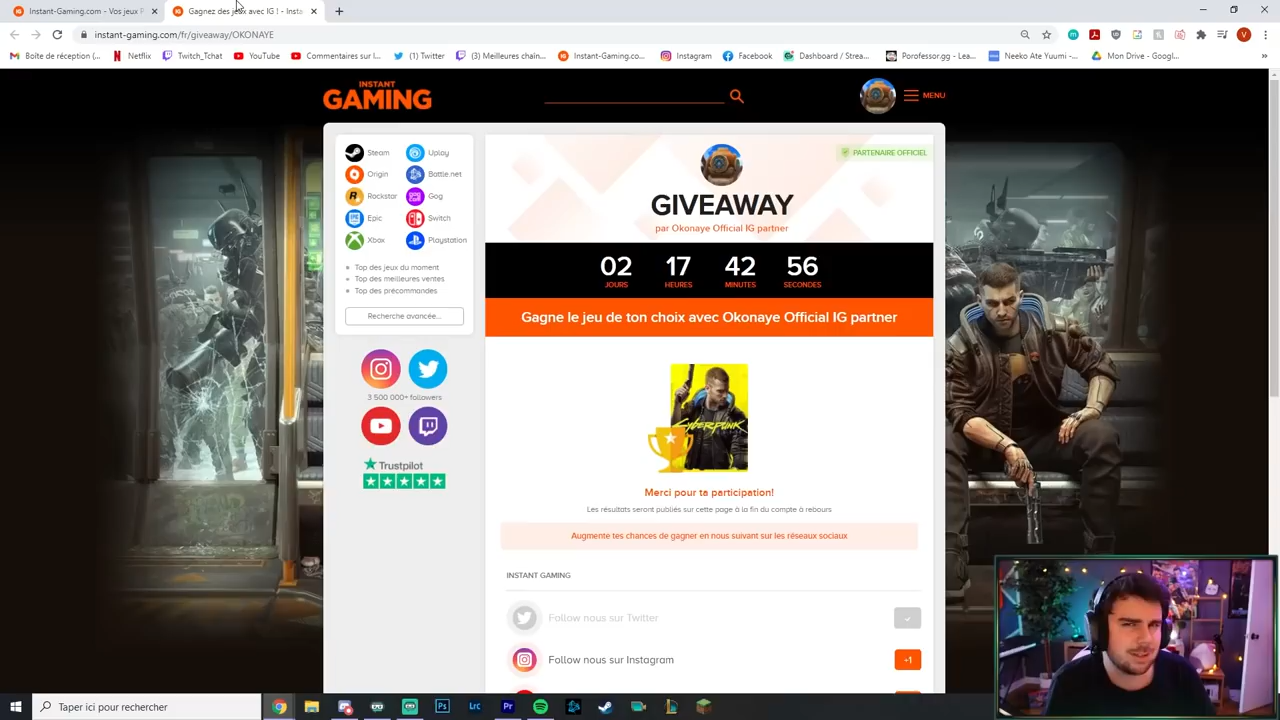 Instant-Gaming.com - Vos jeux P
Gagnez des jeux avec IG ! - Insta
instant-gaming.com/fr/giveaway/OKONAYE
V
Boîte de réception (...
Netflix
Twitch_Tchat
YouTube
Commentaires sur l...
(1) Twitter
(3) Meilleures chaîn...
Instant-Gaming.co...
Instagram
Facebook
Dashboard / Strea...
Porofessor.gg - Lea...
Neeko Ate Yuumi -...
Mon Drive - Googl...
INSTANT
GAMING
MENU
Steam
Uplay
Origin
Battle.net
Rockstar
Gog
Epic
Switch
Xbox
Playstation
Top des jeux du moment
Top des meilleures ventes
Top des précommandes
Recherche avancée...
3 500 000+ followers
Trustpilot
PARTENAIRE OFFICIEL
GIVEAWAY
par Okonaye Official IG partner
02 17 42 56
JOURS HEURES MINUTES SECONDES
Gagne le jeu de ton choix avec Okonaye Official IG partner
CYBERPUNK
Merci pour ta participation!
Les résultats seront publiés sur cette page à la fin du compte à rebours
Augmente tes chances de gagner en nous suivant sur les réseaux sociaux
INSTANT GAMING
Follow nous sur Twitter
Follow nous sur Instagram
+1
Taper ici pour rechercher